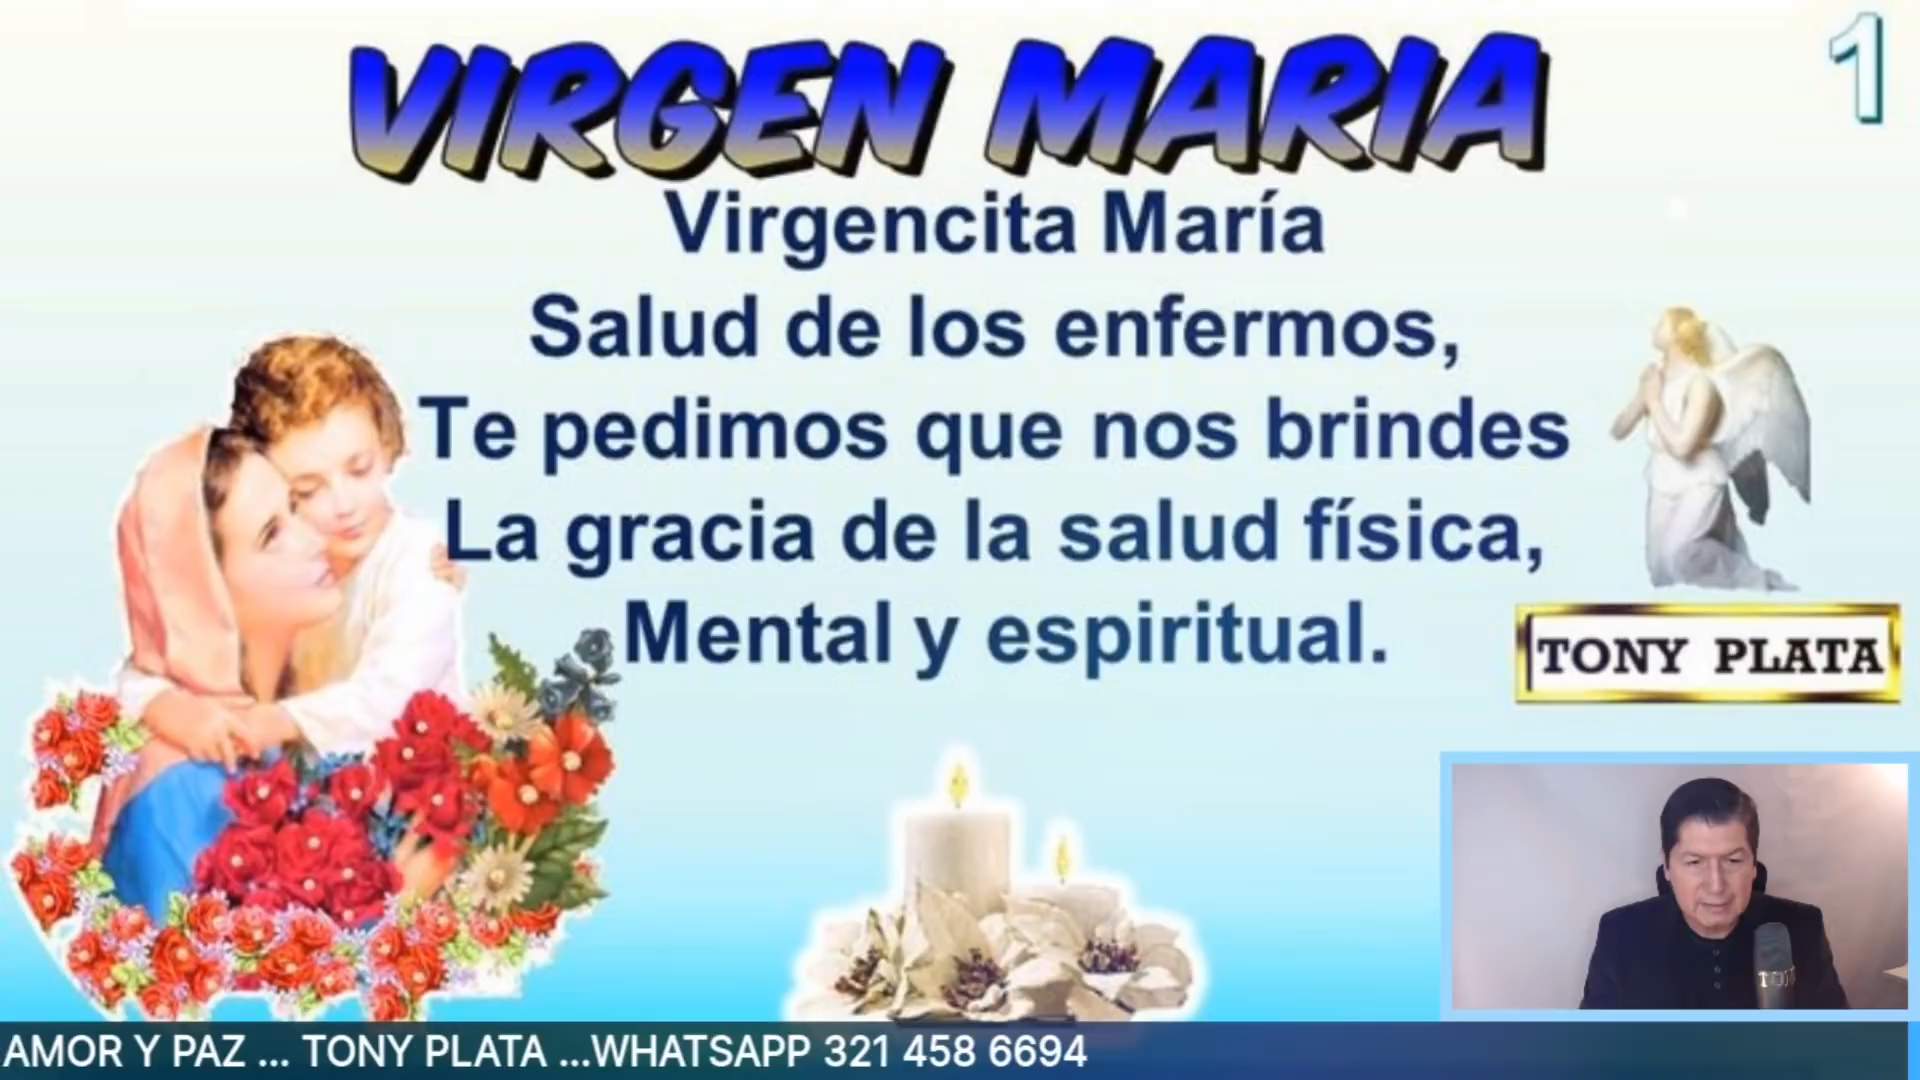 VIRGEN MARIA
1
Virgencita María
Salud de los enfermos,
Te pedimos que nos brindes
La gracia de la salud física,
Mental y espiritual.
TONY PLATA
AMOR Y PAZ ... TONY PLATA ...WHATSAPP 321 458 6694